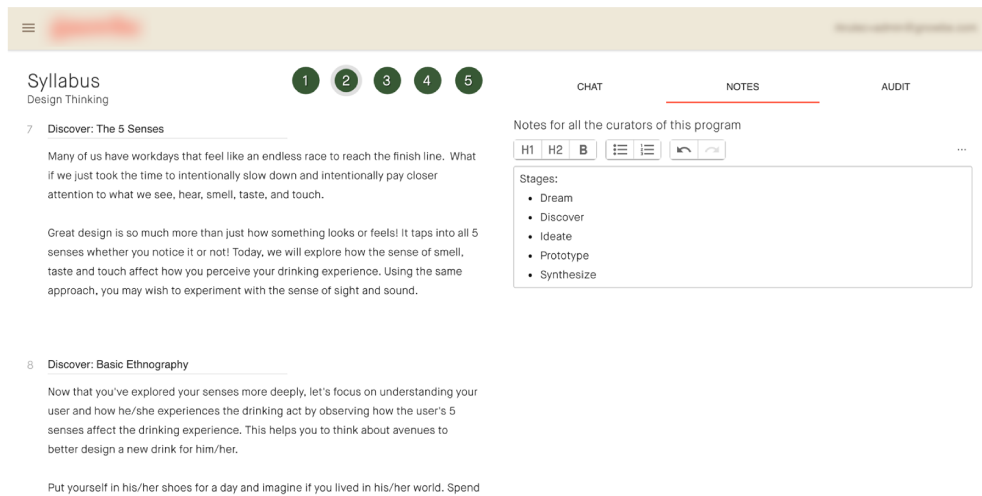 Syllabus
Design Thinking
1 2 3 4 5
7 Discover: The 5 Senses
Many of us have workdays that feel like an endless race to reach the finish line. What
if we just took the time to intentionally slow down and intentionally pay closer
attention to what we see, hear, smell, taste, and touch.
Great design is so much more than just how something looks or feels! It taps into all 5
senses whether you notice it or not! Today, we will explore how the sense of smell,
taste and touch affect how you perceive your drinking experience. Using the same
approach, you may wish to experiment with the sense of sight and sound.
8 Discover: Basic Ethnography
Now that you've explored your senses more deeply, let's focus on understanding your
user and how he/she experiences the drinking act by observing how the user's 5
senses affect the drinking experience. This helps you to think about avenues to
better design a new drink for him/her.
Put yourself in his/her shoes for a day and imagine if you lived in his/her world. Spend
CHAT NOTES AUDIT
Notes for all the curators of this program
H1 H2 B ...
Stages:
• Dream
• Discover
• Ideate
• Prototype
• Synthesize